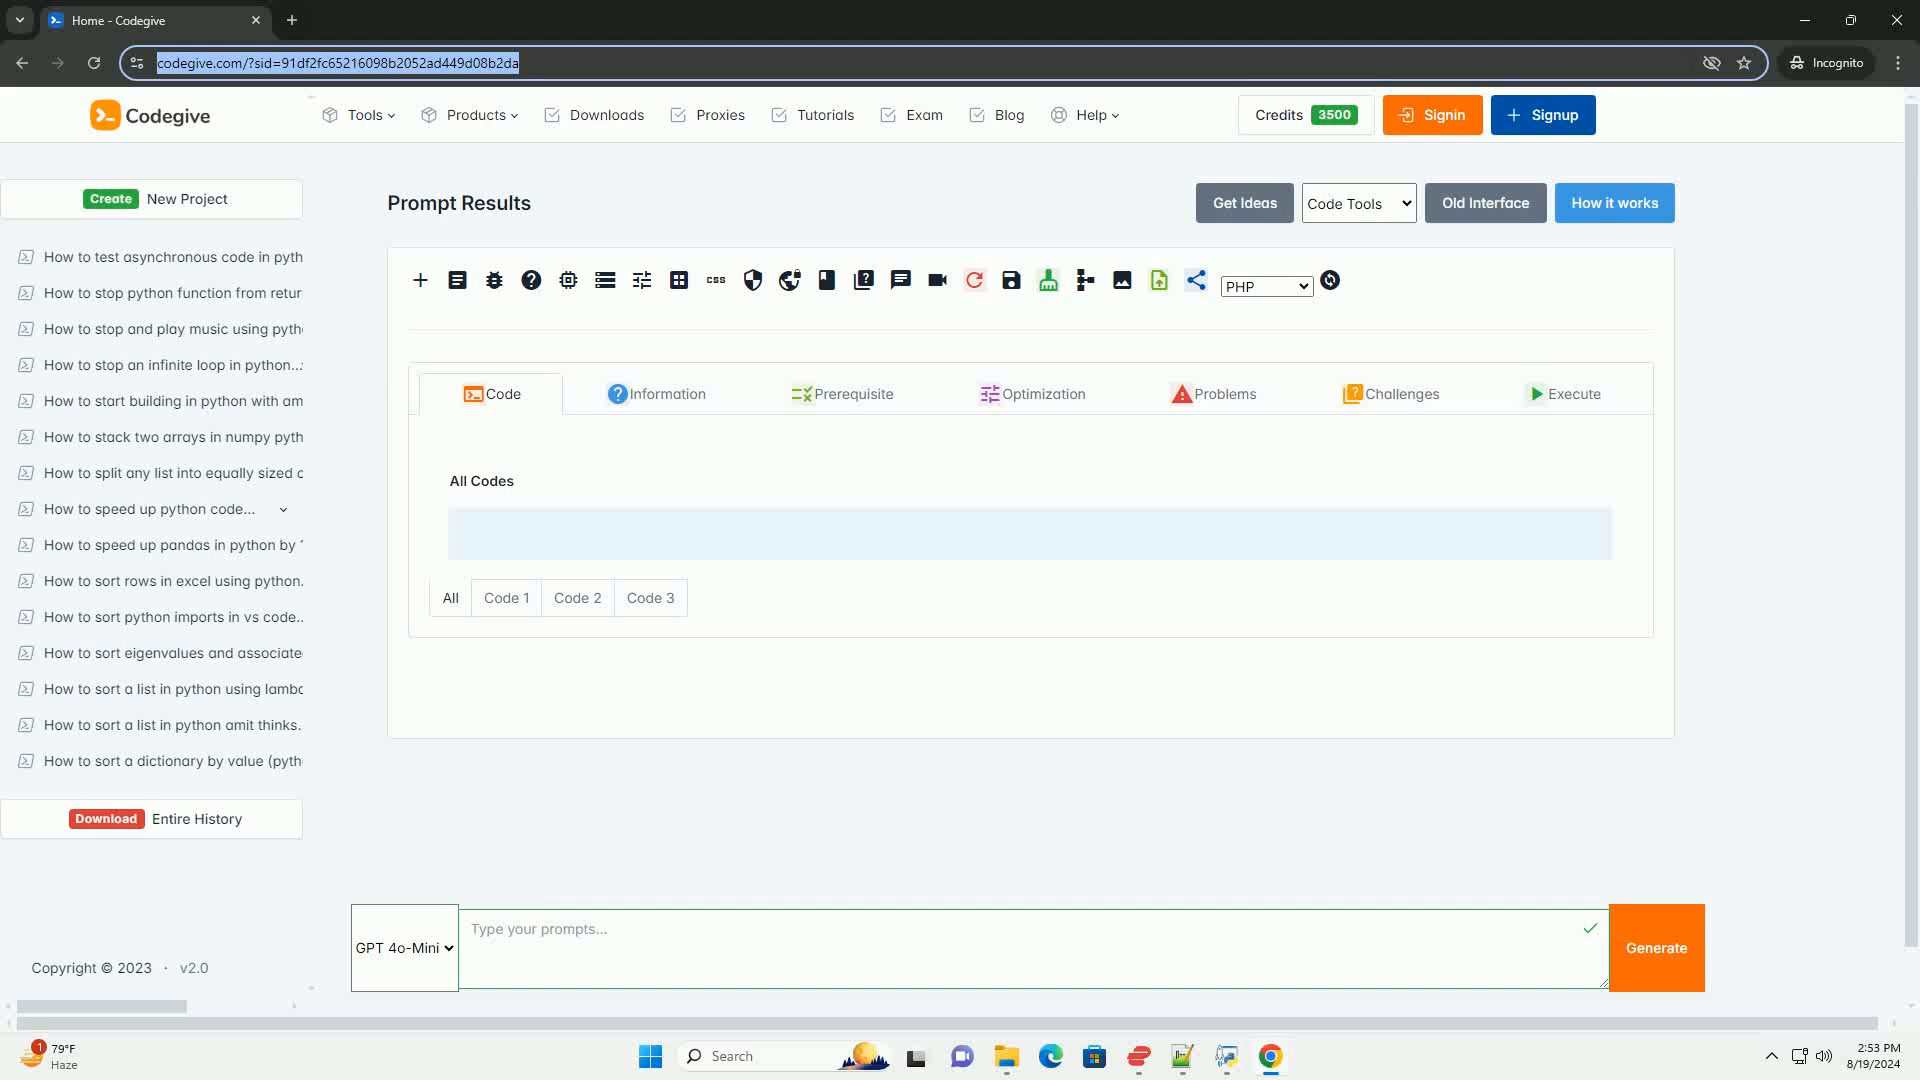 Home - Codegive
codegive.com/?sid=91df2fc65216098b2052ad449d08b2da
Incognito
Codegive
Tools
Products
Downloads
Proxies
Tutorials
Exam
Blog
Help
Credits 3500
Signin
Signup
Create New Project
How to test asynchronous code in pyth
How to stop python function from retur
How to stop and play music using pyth
How to stop an infinite loop in python...
How to start building in python with am
How to stack two arrays in numpy pyth
How to split any list into equally sized c
How to speed up python code...
How to speed up pandas in python by
How to sort rows in excel using python.
How to sort python imports in vs code..
How to sort eigenvalues and associate
How to sort a list in python using lambd
How to sort a list in python amit thinks.
How to sort a dictionary by value (pyth
Download Entire History
Copyright © 2023 · v2.0
Prompt Results
Get Ideas
Code Tools
Old Interface
How it works
css
PHP
Code
Information
Prerequisite
Optimization
Problems
Challenges
Execute
All Codes
All
Code 1
Code 2
Code 3
GPT 4o-Mini
Type your prompts...
Generate
1
79°F
Haze
Search
2:53 PM
8/19/2024